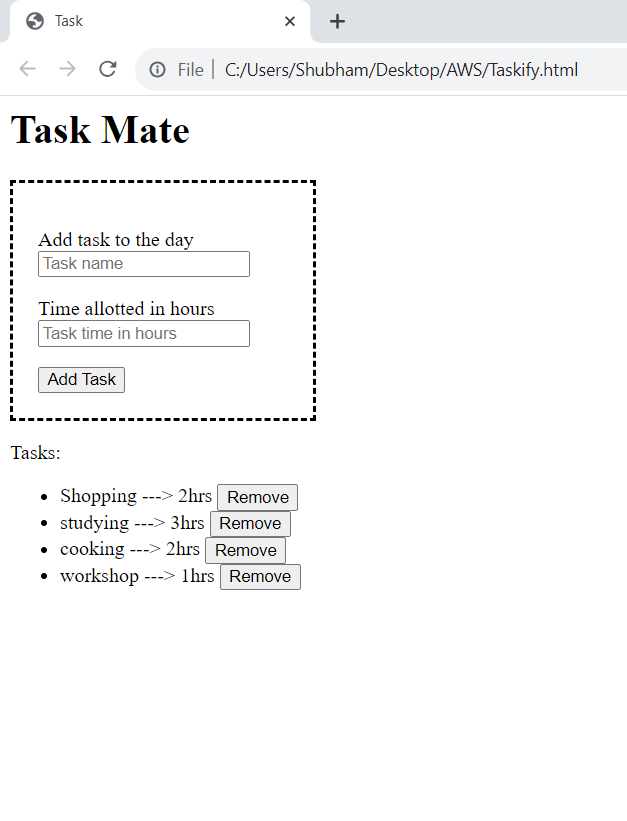 Task
File | C:/Users/Shubham/Desktop/AWS/Taskify.html
Task Mate
Add task to the day
Task name
Time allotted in hours
Task time in hours
Add Task
Tasks:
Shopping ---> 2hrs Remove
studying ---> 3hrs Remove
cooking ---> 2hrs Remove
workshop ---> 1hrs Remove